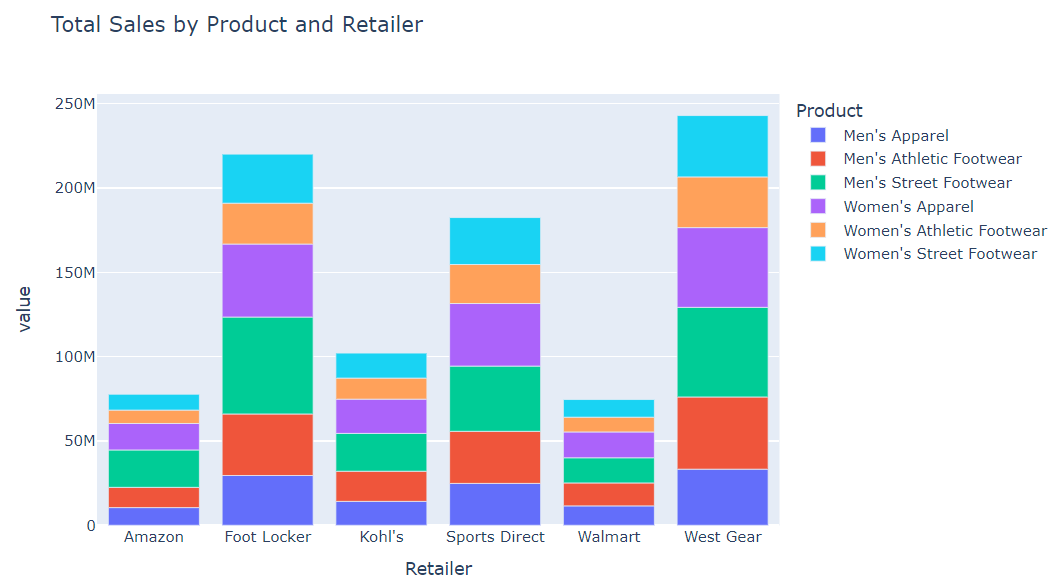 Total Sales by Product and Retailer
250M
200M
150M
100M
50M
0
value
Amazon
Foot Locker
Kohl's
Sports Direct
Walmart
West Gear
Retailer
Product
Men's Apparel
Men's Athletic Footwear
Men's Street Footwear
Women's Apparel
Women's Athletic Footwear
Women's Street Footwear